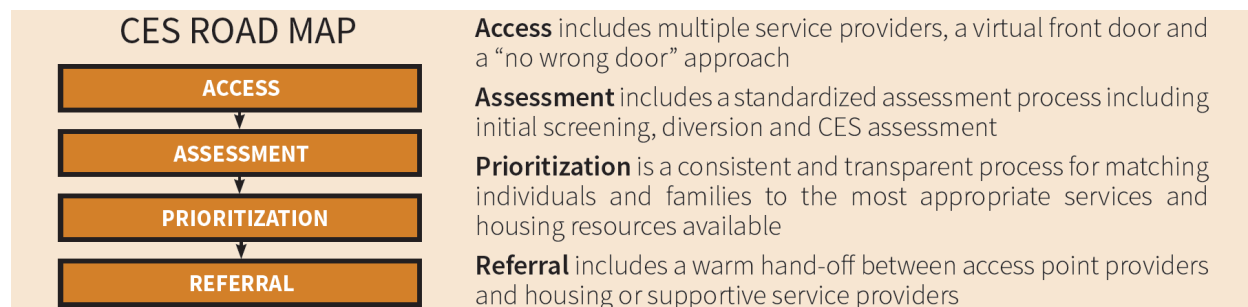 CES ROAD MAP
ACCESS
ASSESSMENT
PRIORITIZATION
REFERRAL
Access includes multiple service providers, a virtual front door and
a “no wrong door” approach
Assessment includes a standardized assessment process including
initial screening, diversion and CES assessment
Prioritization is a consistent and transparent process for matching
individuals and families to the most appropriate services and
housing resources available
Referral includes a warm hand-off between access point providers
and housing or supportive service providers